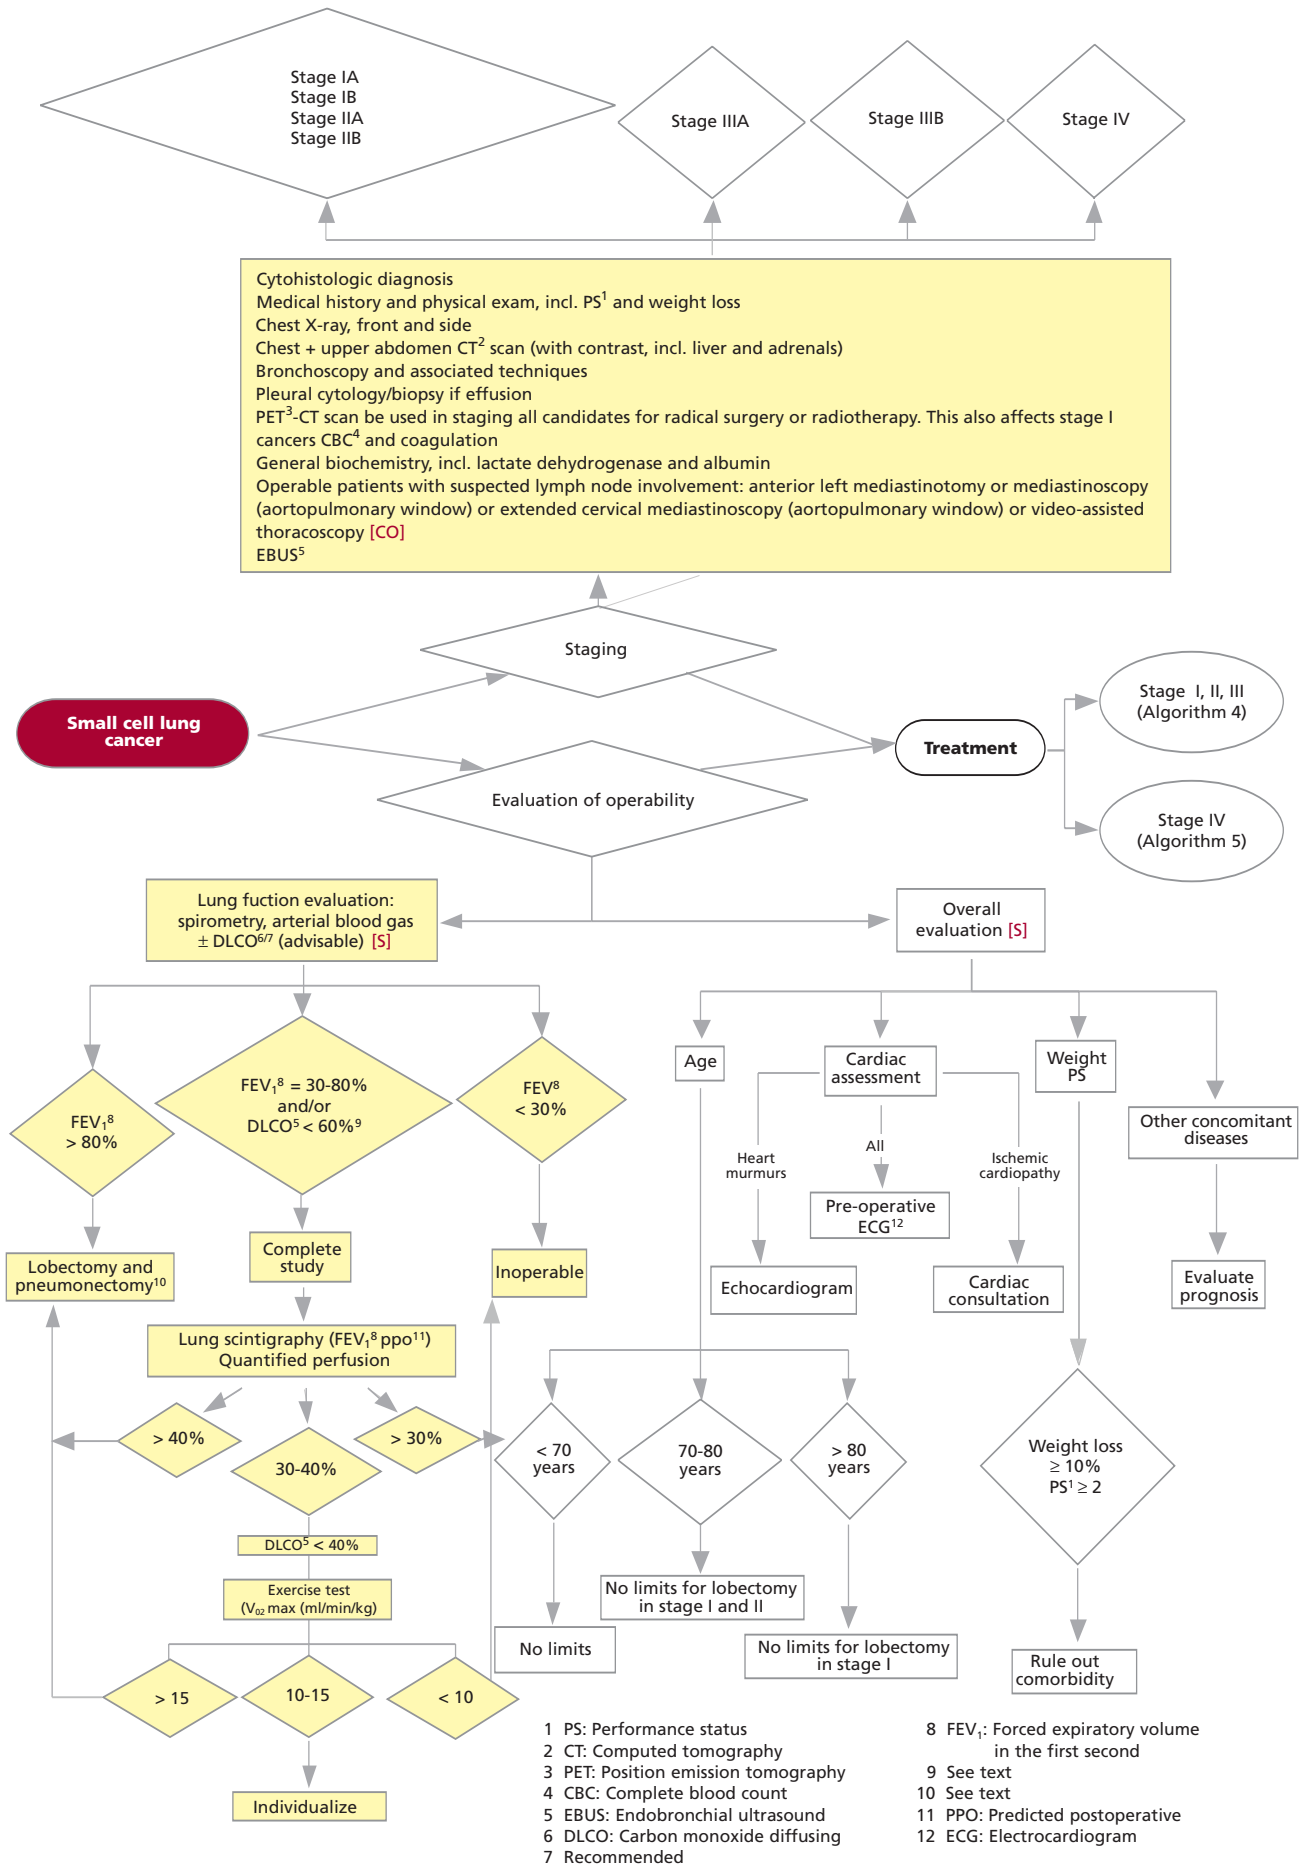 Stage IA
Stage IB
Stage IIA
Stage IIB
Stage IIIA
Stage IIIB
Stage IV
Cytohistologic diagnosis
Medical history and physical exam, incl. PS1 and weight loss
Chest X-ray, front and side
Chest + upper abdomen CT2 scan (with contrast, incl. liver and adrenals)
Bronchoscopy and associated techniques
Pleural cytology/biopsy if effusion
PET3-CT scan be used in staging all candidates for radical surgery or radiotherapy. This also affects stage I
cancers CBC4 and coagulation
General biochemistry, incl. lactate dehydrogenase and albumin
Operable patients with suspected lymph node involvement: anterior left mediastinotomy or mediastinoscopy
(aortopulmonary window) or extended cervical mediastinoscopy (aortopulmonary window) or video-assisted
thoracoscopy [CO]
EBUS5
Staging
Small cell lung
cancer
Evaluation of operability
Treatment
Stage I, II, III
(Algorithm 4)
Stage IV
(Algorithm 5)
Lung fuction evaluation:
spirometry, arterial blood gas
± DLCO6/7 (advisable) [S]
Overall
evaluation [S]
FEV18
> 80%
FEV18 = 30-80%
and/or
DLCO5 < 60%9
FEV8
< 30%
Age
Cardiac
assessment
Weight
PS
Other concomitant
diseases
Heart
murmurs
All
Ischemic
cardiopathy
Lobectomy and
pneumonectomy10
Complete
study
Inoperable
Pre-operative
ECG12
Echocardiogram
Cardiac
consultation
Evaluate
prognosis
Lung scintigraphy (FEV18 ppo11)
Quantified perfusion
> 40%
30-40%
> 30%
< 70
years
70-80
years
> 80
years
Weight loss
≥ 10%
PS1 ≥ 2
DLCO5 < 40%
Exercise test
(V02 max (ml/min/kg)
No limits for lobectomy
in stage I and II
No limits
No limits for lobectomy
in stage I
Rule out
comorbidity
> 15
10-15
< 10
Individualize
1 PS: Performance status
2 CT: Computed tomography
3 PET: Position emission tomography
4 CBC: Complete blood count
5 EBUS: Endobronchial ultrasound
6 DLCO: Carbon monoxide diffusing
7 Recommended
8 FEV1: Forced expiratory volume
in the first second
9 See text
10 See text
11 PPO: Predicted postoperative
12 ECG: Electrocardiogram